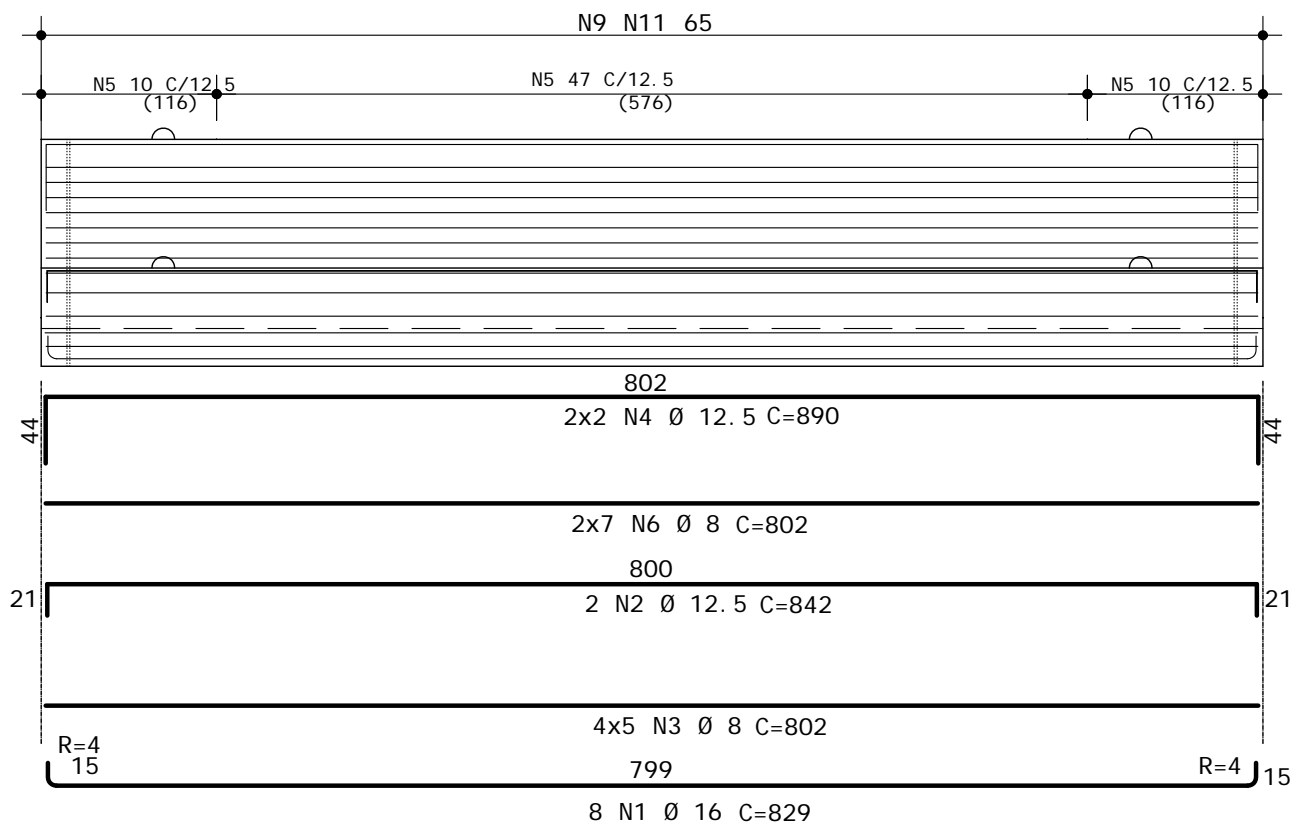 N9 N11 65
N5 10 C/12.5
(116)
N5 47 C/12.5
(576)
N5 10 C/12.5
(116)
802
44
44
2x2 N4 Ø 12.5 C=890
2x7 N6 Ø 8 C=802
800
21
21
2 N2 Ø 12.5 C=842
4x5 N3 Ø 8 C=802
R=4
15
799
R=4
15
8 N1 Ø 16 C=829